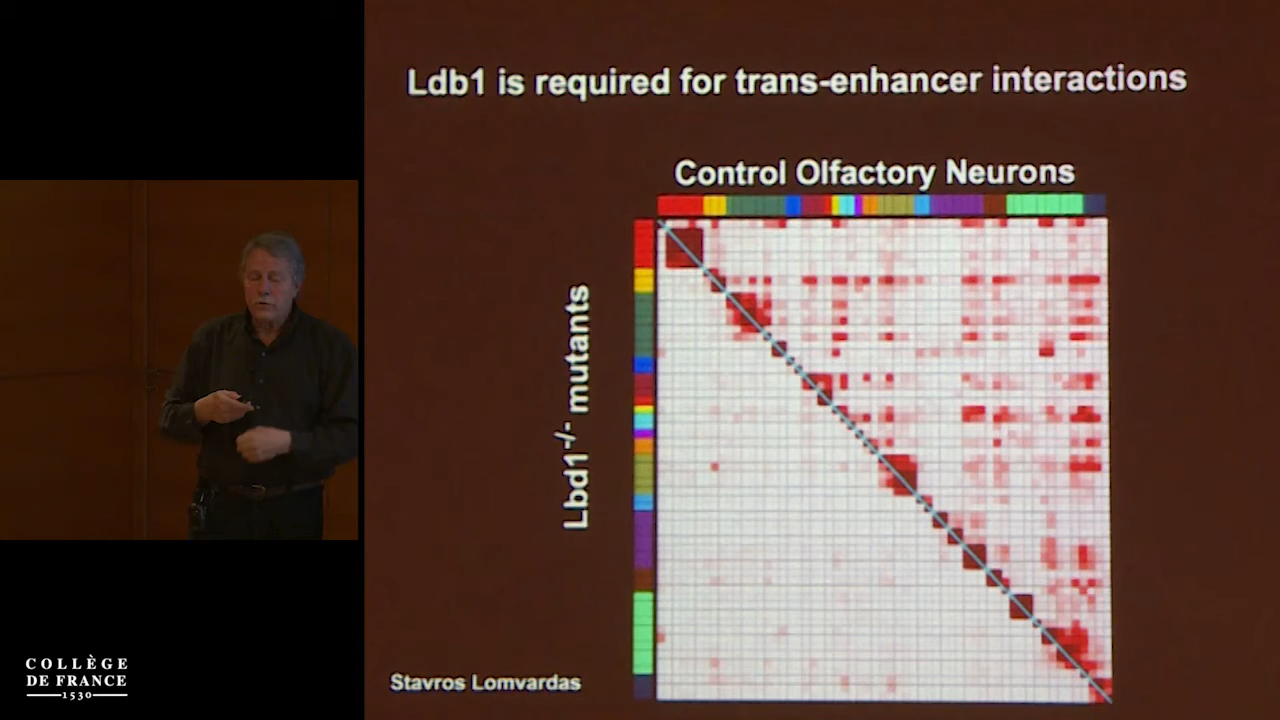 Ldb1 is required for trans-enhancer interactions
Control Olfactory Neurons
Lbd1-/- mutants
Stavros Lomvardas
COLLÈGE
DE FRANCE
1530